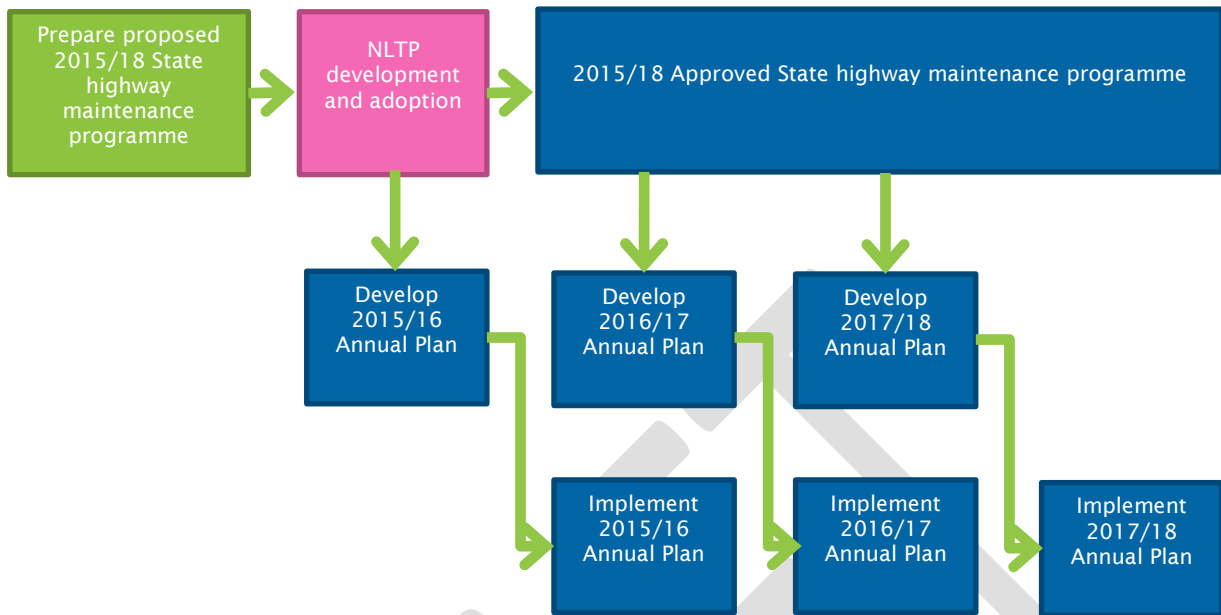 Prepare proposed
2015/18 State
highway
maintenance
programme
NLTP
development
and adoption
2015/18 Approved State highway maintenance programme
Develop
2015/16
Annual Plan
Develop
2016/17
Annual Plan
Develop
2017/18
Annual Plan
Implement
2015/16
Annual Plan
Implement
2016/17
Annual Plan
Implement
2017/18
Annual Plan